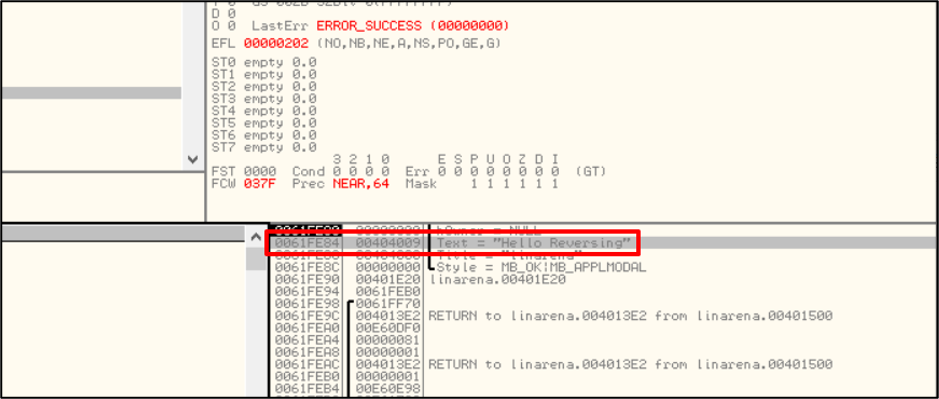 D 0
O 0 LastErr ERROR_SUCCESS (00000000)
EFL 00000202 (NO,NB,NE,A,NS,PO,GE,G)
ST0 empty 0.0
ST1 empty 0.0
ST2 empty 0.0
ST3 empty 0.0
ST4 empty 0.0
ST5 empty 0.0
ST6 empty 0.0
ST7 empty 0.0
3 2 1 0 E S P U O Z D I
FST 0000 Cond 0 0 0 0 Err 0 0 0 0 0 0 0 0 (GT)
FCW 037F Prec NEAR,64 Mask 1 1 1 1 1 1
0061FE80 00000000 hOwner = NULL
0061FE84 00404009 Text = "Hello Reversing"
Title = "linarena"
0061FE8C 00000000 Style = MB_OK|MB_APPLMODAL
0061FE90 00401E20 linarena.00401E20
0061FE94 0061FEB0
0061FE98 0061FF70
0061FE9C 004013E2 RETURN to linarena.004013E2 from linarena.00401500
0061FEA0 00E60DF0
0061FEA4 00000081
0061FEA8 00000001
0061FEAC 004013E2 RETURN to linarena.004013E2 from linarena.00401500
0061FEB0 00000001
0061FEB4 00E60E98